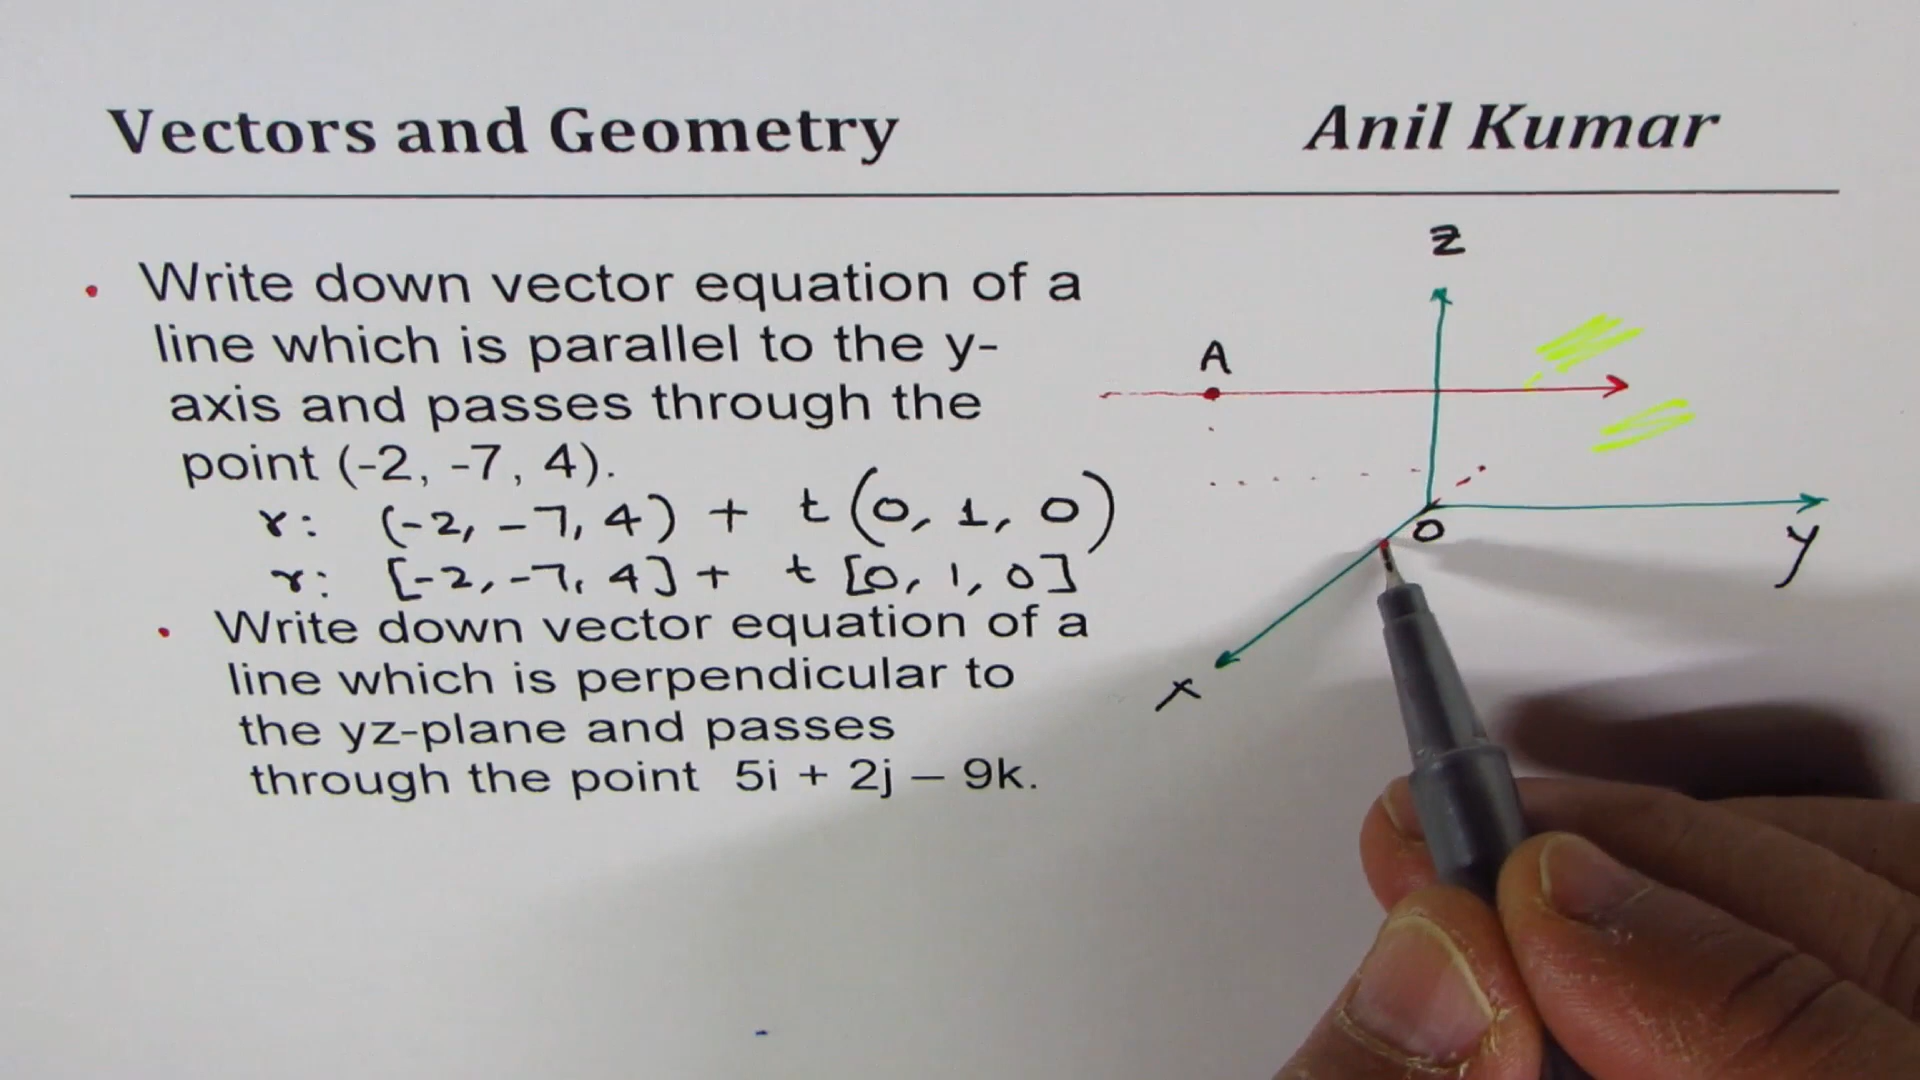 Vectors and Geometry Anil Kumar
Write down vector equation of a
line which is parallel to the y-
axis and passes through the
point (-2, -7, 4).
r: (-2, -7, 4) + t(0, 1, 0)
r: [-2, -7, 4] + t [0, 1, 0]
Write down vector equation of a
line which is perpendicular to
the yz-plane and passes
through the point 5i + 2j – 9k.
z
A
O
y
x